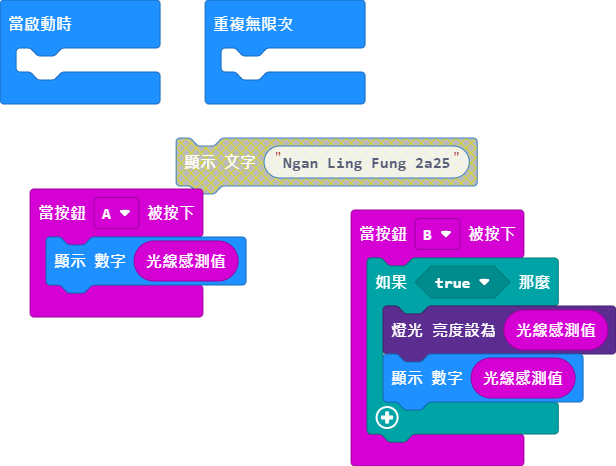 當啟動時
重複無限次
顯示 文字 "Ngan Ling Fung 2a25"
當按鈕 A 被按下
顯示 數字 光線感測值
當按鈕 B 被按下
如果 true 那麼
燈光 亮度設為 光線感測值
顯示 數字 光線感測值